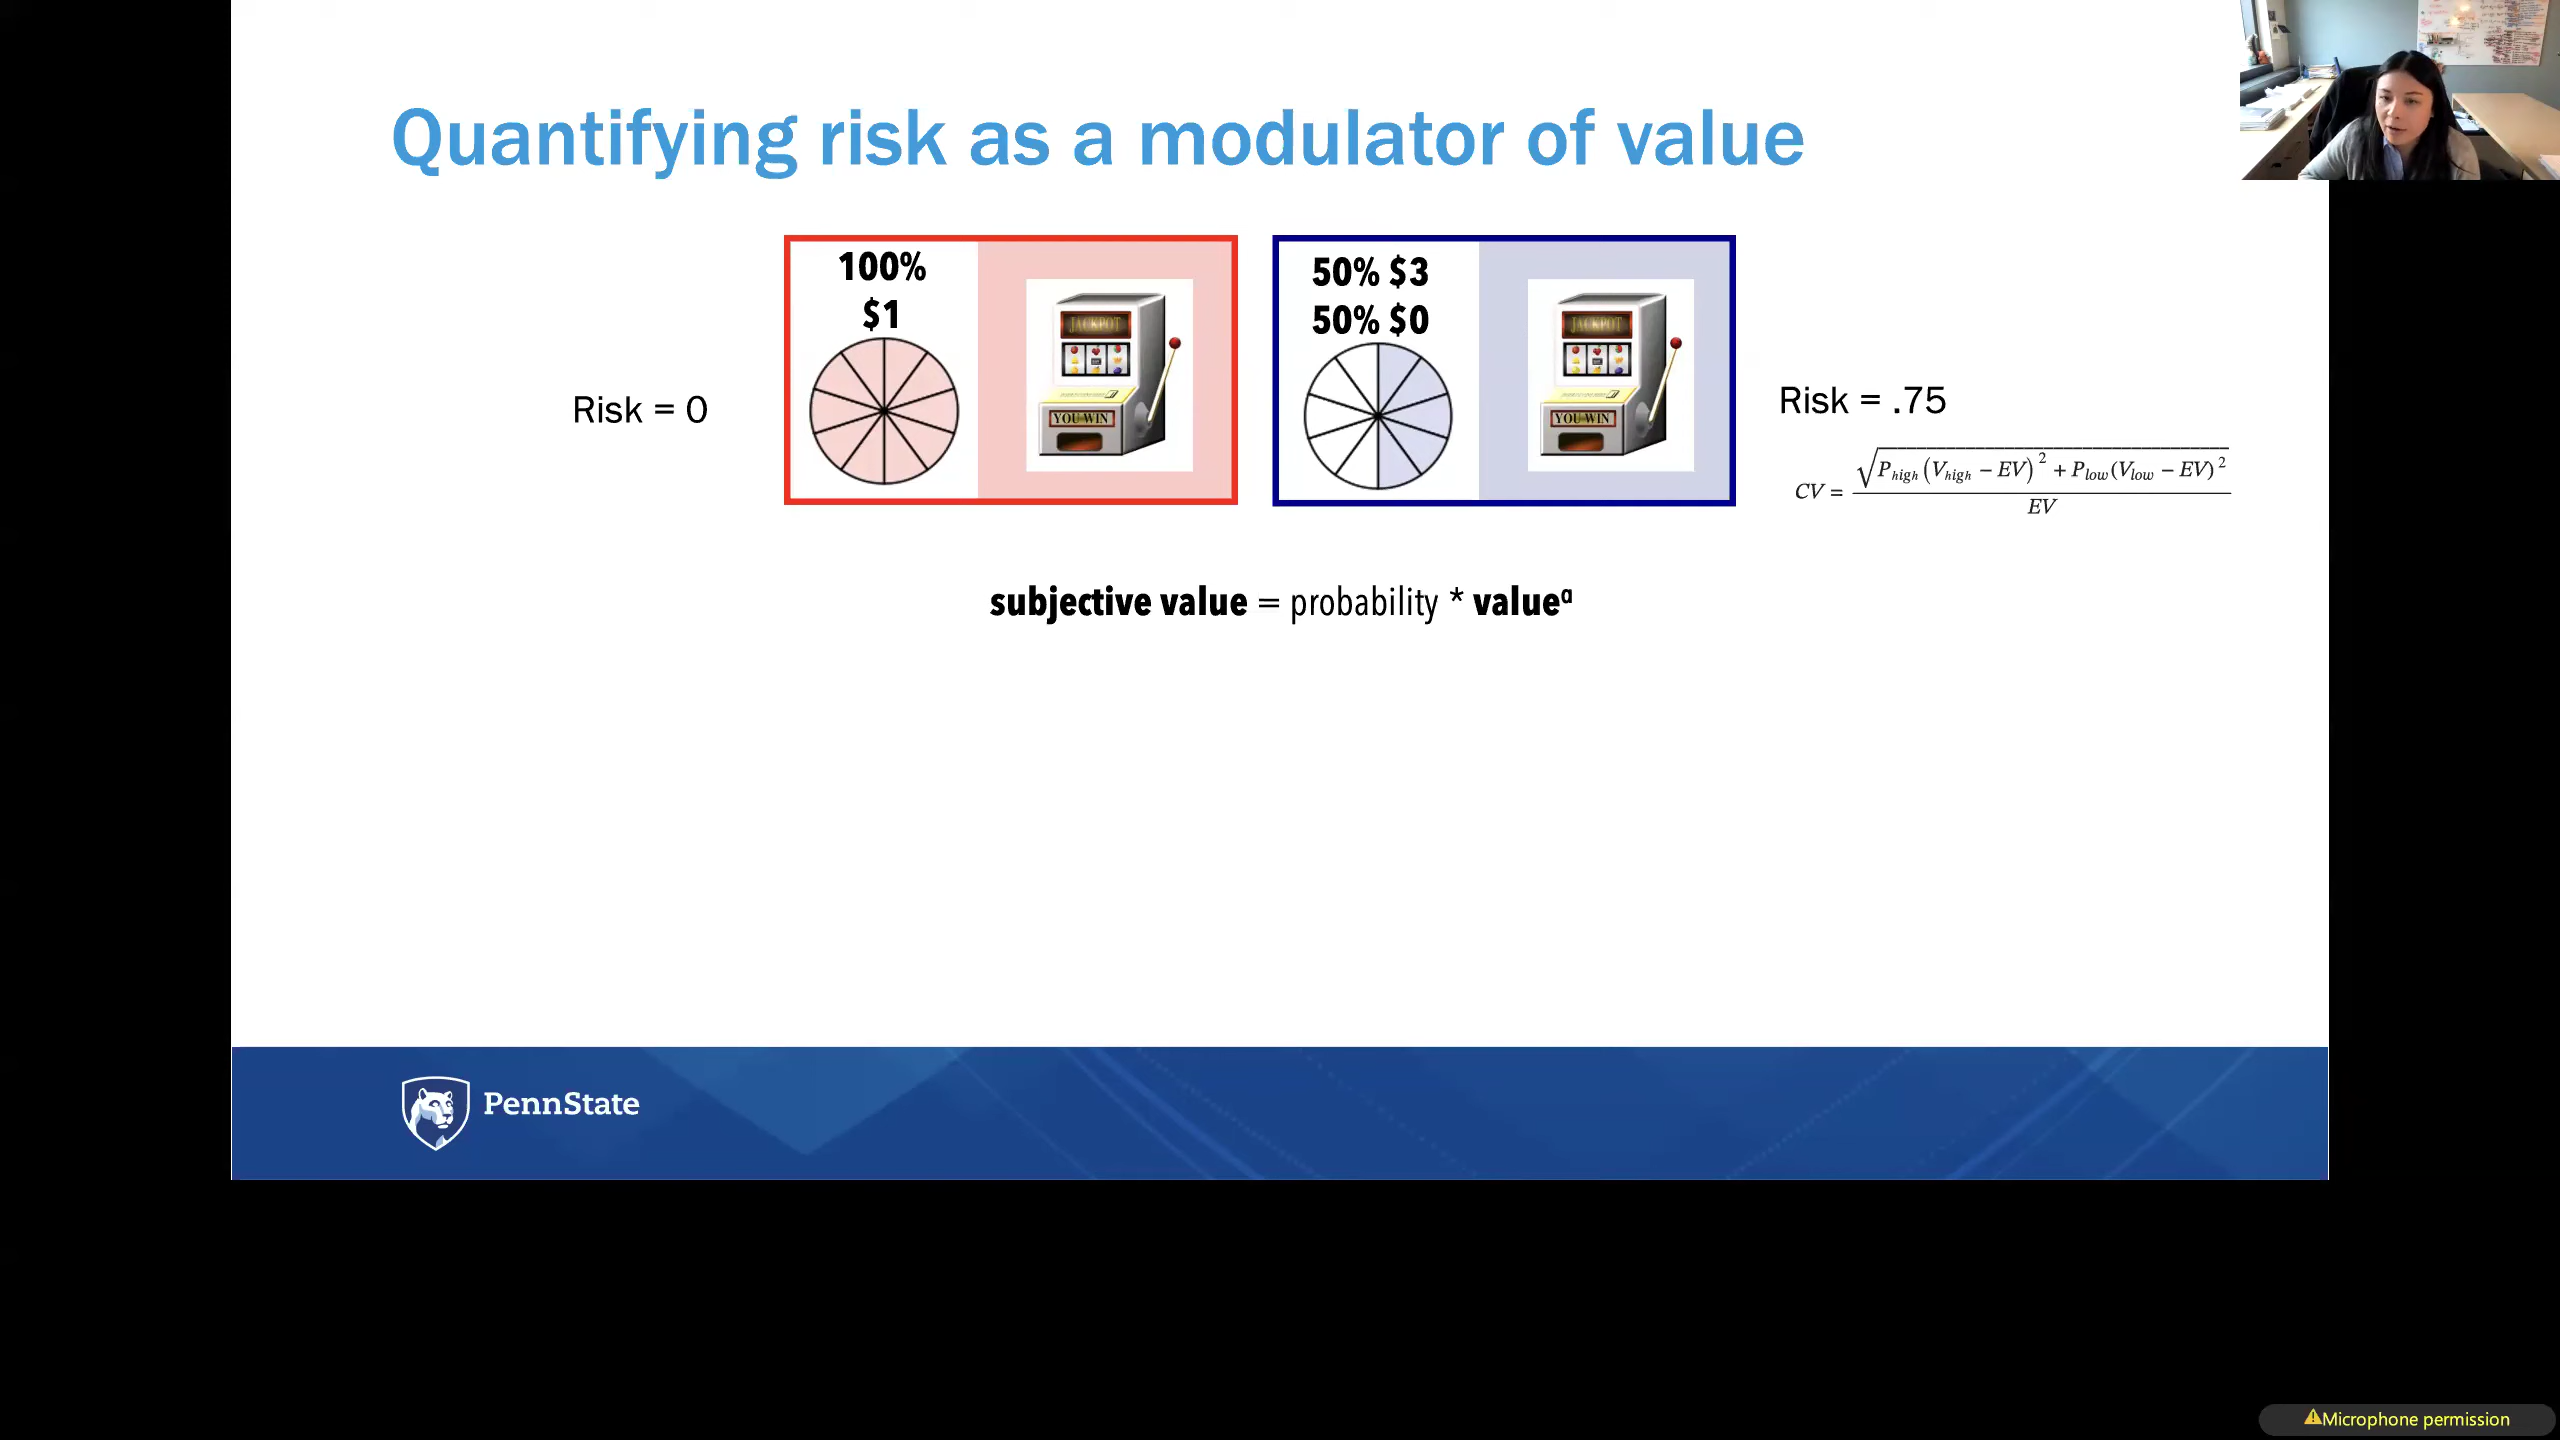 Quantifying risk as a modulator of value
100%
$1
JACKPOT
YOU WIN
50% $3
50% $0
JACKPOT
YOU WIN
Risk = 0
Risk = .75
CV = √(P_high (V_high − EV)² + P_low (V_low − EV)²) / EV
subjective value = probability * valueᵅ
PennState
Microphone permission